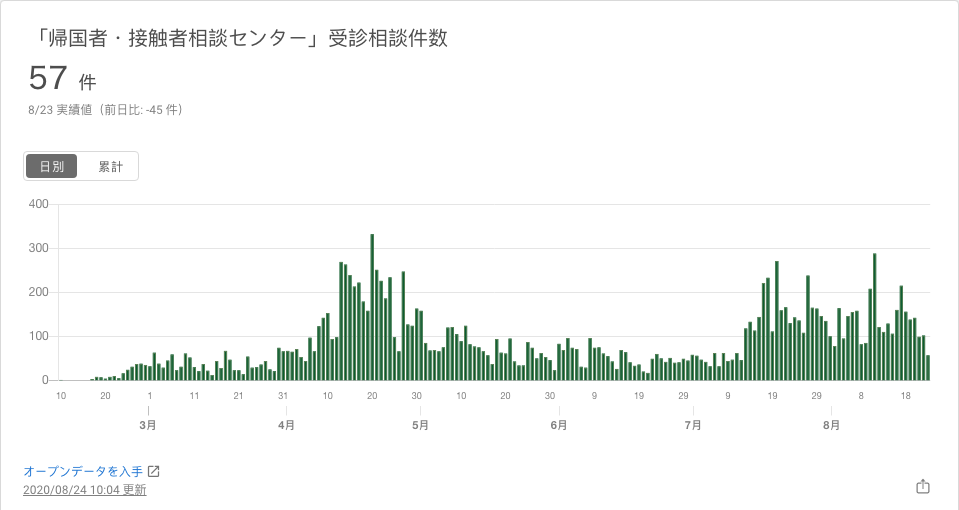 「帰国者・接触者相談センター」受診相談件数
57 件
8/23 実績値（前日比: -45 件）
日別 累計
400
300
200
100
0
10 20 1 11 21 31 10 20 30 10 20 30 9 19 29 9 19 29 8 18
3月 4月 5月 6月 7月 8月
オープンデータを入手
2020/08/24 10:04 更新